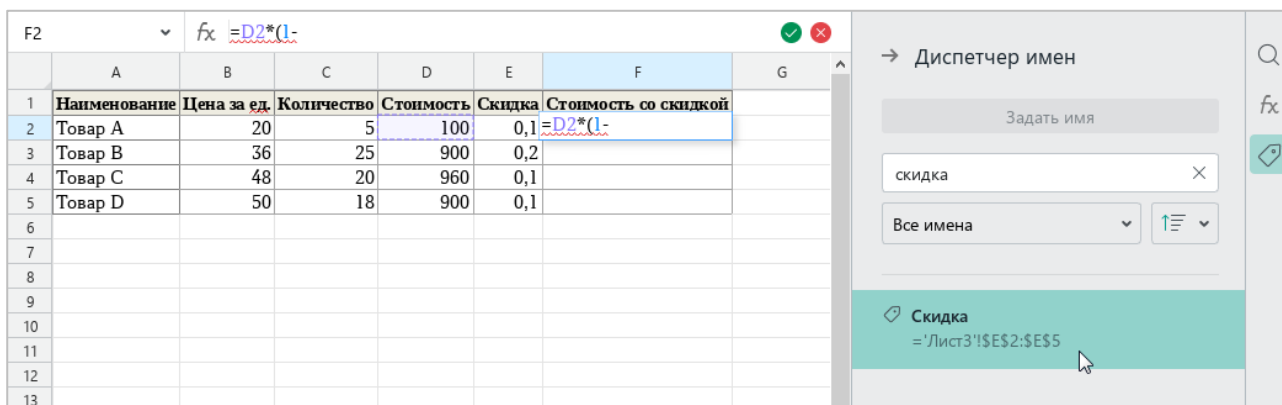 F2 fx =D2*(1-
A B C D E F G
1 Наименование Цена за ед. Количество Стоимость Скидка Стоимость со скидкой
2 Товар A 20 5 100 0,1 =D2*(1-
3 Товар B 36 25 900 0,2
4 Товар C 48 20 960 0,1
5 Товар D 50 18 900 0,1
6
7
8
9
10
11
12
13
Диспетчер имен
Задать имя
скидка
Все имена
Скидка
='Лист3'!$E$2:$E$5
fx